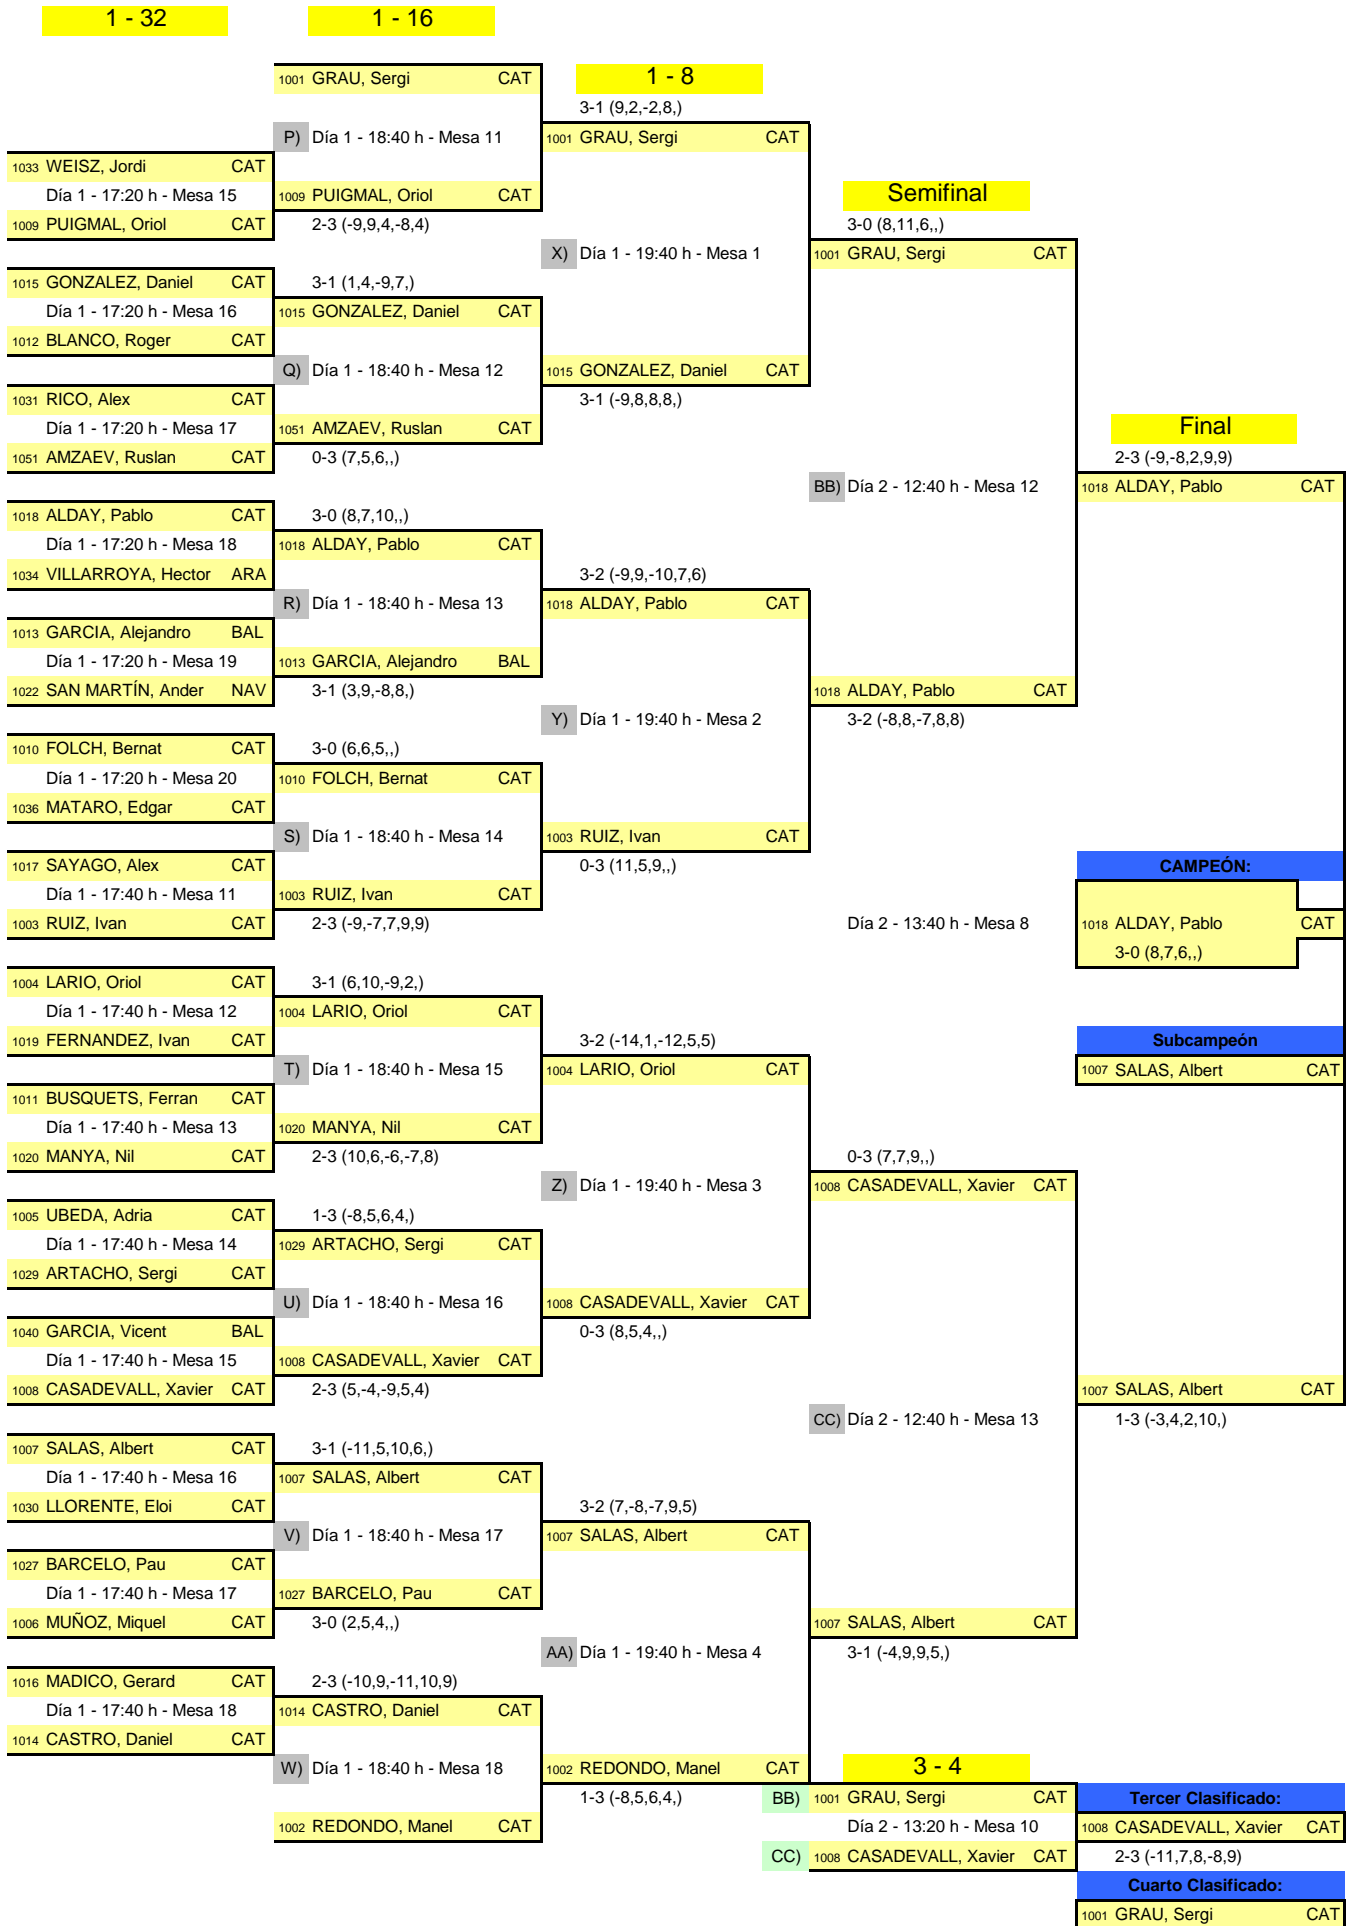 1 - 32
1 - 16
1001 GRAU, Sergi CAT
1 - 8
3-1 (9,2,-2,8,)
P) Día 1 - 18:40 h - Mesa 11
1001 GRAU, Sergi CAT
1033 WEISZ, Jordi CAT
Día 1 - 17:20 h - Mesa 15
1009 PUIGMAL, Oriol CAT
Semifinal
1009 PUIGMAL, Oriol CAT
2-3 (-9,9,4,-8,4)
3-0 (8,11,6,,)
X) Día 1 - 19:40 h - Mesa 1
1001 GRAU, Sergi CAT
1015 GONZALEZ, Daniel CAT
3-1 (1,4,-9,7,)
Día 1 - 17:20 h - Mesa 16
1015 GONZALEZ, Daniel CAT
1012 BLANCO, Roger CAT
Q) Día 1 - 18:40 h - Mesa 12
1015 GONZALEZ, Daniel CAT
1031 RICO, Alex CAT
3-1 (-9,8,8,8,)
Día 1 - 17:20 h - Mesa 17
1051 AMZAEV, Ruslan CAT
Final
1051 AMZAEV, Ruslan CAT
0-3 (7,5,6,,)
2-3 (-9,-8,2,9,9)
BB) Día 2 - 12:40 h - Mesa 12
1018 ALDAY, Pablo CAT
1018 ALDAY, Pablo CAT
3-0 (8,7,10,,)
Día 1 - 17:20 h - Mesa 18
1018 ALDAY, Pablo CAT
1034 VILLARROYA, Hector ARA
3-2 (-9,9,-10,7,6)
R) Día 1 - 18:40 h - Mesa 13
1018 ALDAY, Pablo CAT
1013 GARCIA, Alejandro BAL
Día 1 - 17:20 h - Mesa 19
1013 GARCIA, Alejandro BAL
1022 SAN MARTÍN, Ander NAV
3-1 (3,9,-8,8,)
1018 ALDAY, Pablo CAT
Y) Día 1 - 19:40 h - Mesa 2
3-2 (-8,8,-7,8,8)
1010 FOLCH, Bernat CAT
3-0 (6,6,5,,)
Día 1 - 17:20 h - Mesa 20
1010 FOLCH, Bernat CAT
1036 MATARO, Edgar CAT
S) Día 1 - 18:40 h - Mesa 14
1003 RUIZ, Ivan CAT
1017 SAYAGO, Alex CAT
0-3 (11,5,9,,)
CAMPEÓN:
Día 1 - 17:40 h - Mesa 11
1003 RUIZ, Ivan CAT
1003 RUIZ, Ivan CAT
2-3 (-9,-7,7,9,9)
Día 2 - 13:40 h - Mesa 8
1018 ALDAY, Pablo CAT
3-0 (8,7,6,,)
1004 LARIO, Oriol CAT
3-1 (6,10,-9,2,)
Día 1 - 17:40 h - Mesa 12
1004 LARIO, Oriol CAT
1019 FERNANDEZ, Ivan CAT
3-2 (-14,1,-12,5,5)
Subcampeón
T) Día 1 - 18:40 h - Mesa 15
1004 LARIO, Oriol CAT
1007 SALAS, Albert CAT
1011 BUSQUETS, Ferran CAT
Día 1 - 17:40 h - Mesa 13
1020 MANYA, Nil CAT
1020 MANYA, Nil CAT
2-3 (10,6,-6,-7,8)
0-3 (7,7,9,,)
Z) Día 1 - 19:40 h - Mesa 3
1008 CASADEVALL, Xavier CAT
1005 UBEDA, Adria CAT
1-3 (-8,5,6,4,)
Día 1 - 17:40 h - Mesa 14
1029 ARTACHO, Sergi CAT
1029 ARTACHO, Sergi CAT
U) Día 1 - 18:40 h - Mesa 16
1008 CASADEVALL, Xavier CAT
1040 GARCIA, Vicent BAL
0-3 (8,5,4,,)
Día 1 - 17:40 h - Mesa 15
1008 CASADEVALL, Xavier CAT
1008 CASADEVALL, Xavier CAT
2-3 (5,-4,-9,5,4)
1007 SALAS, Albert CAT
CC) Día 2 - 12:40 h - Mesa 13
1-3 (-3,4,2,10,)
1007 SALAS, Albert CAT
3-1 (-11,5,10,6,)
Día 1 - 17:40 h - Mesa 16
1007 SALAS, Albert CAT
1030 LLORENTE, Eloi CAT
3-2 (7,-8,-7,9,5)
V) Día 1 - 18:40 h - Mesa 17
1007 SALAS, Albert CAT
1027 BARCELO, Pau CAT
Día 1 - 17:40 h - Mesa 17
1027 BARCELO, Pau CAT
1006 MUÑOZ, Miquel CAT
3-0 (2,5,4,,)
1007 SALAS, Albert CAT
AA) Día 1 - 19:40 h - Mesa 4
3-1 (-4,9,9,5,)
1016 MADICO, Gerard CAT
2-3 (-10,9,-11,10,9)
Día 1 - 17:40 h - Mesa 18
1014 CASTRO, Daniel CAT
1014 CASTRO, Daniel CAT
W) Día 1 - 18:40 h - Mesa 18
1002 REDONDO, Manel CAT
3 - 4
1-3 (-8,5,6,4,)
BB) 1001 GRAU, Sergi CAT
Tercer Clasificado:
1002 REDONDO, Manel CAT
Día 2 - 13:20 h - Mesa 10
1008 CASADEVALL, Xavier CAT
CC) 1008 CASADEVALL, Xavier CAT
2-3 (-11,7,8,-8,9)
Cuarto Clasificado:
1001 GRAU, Sergi CAT